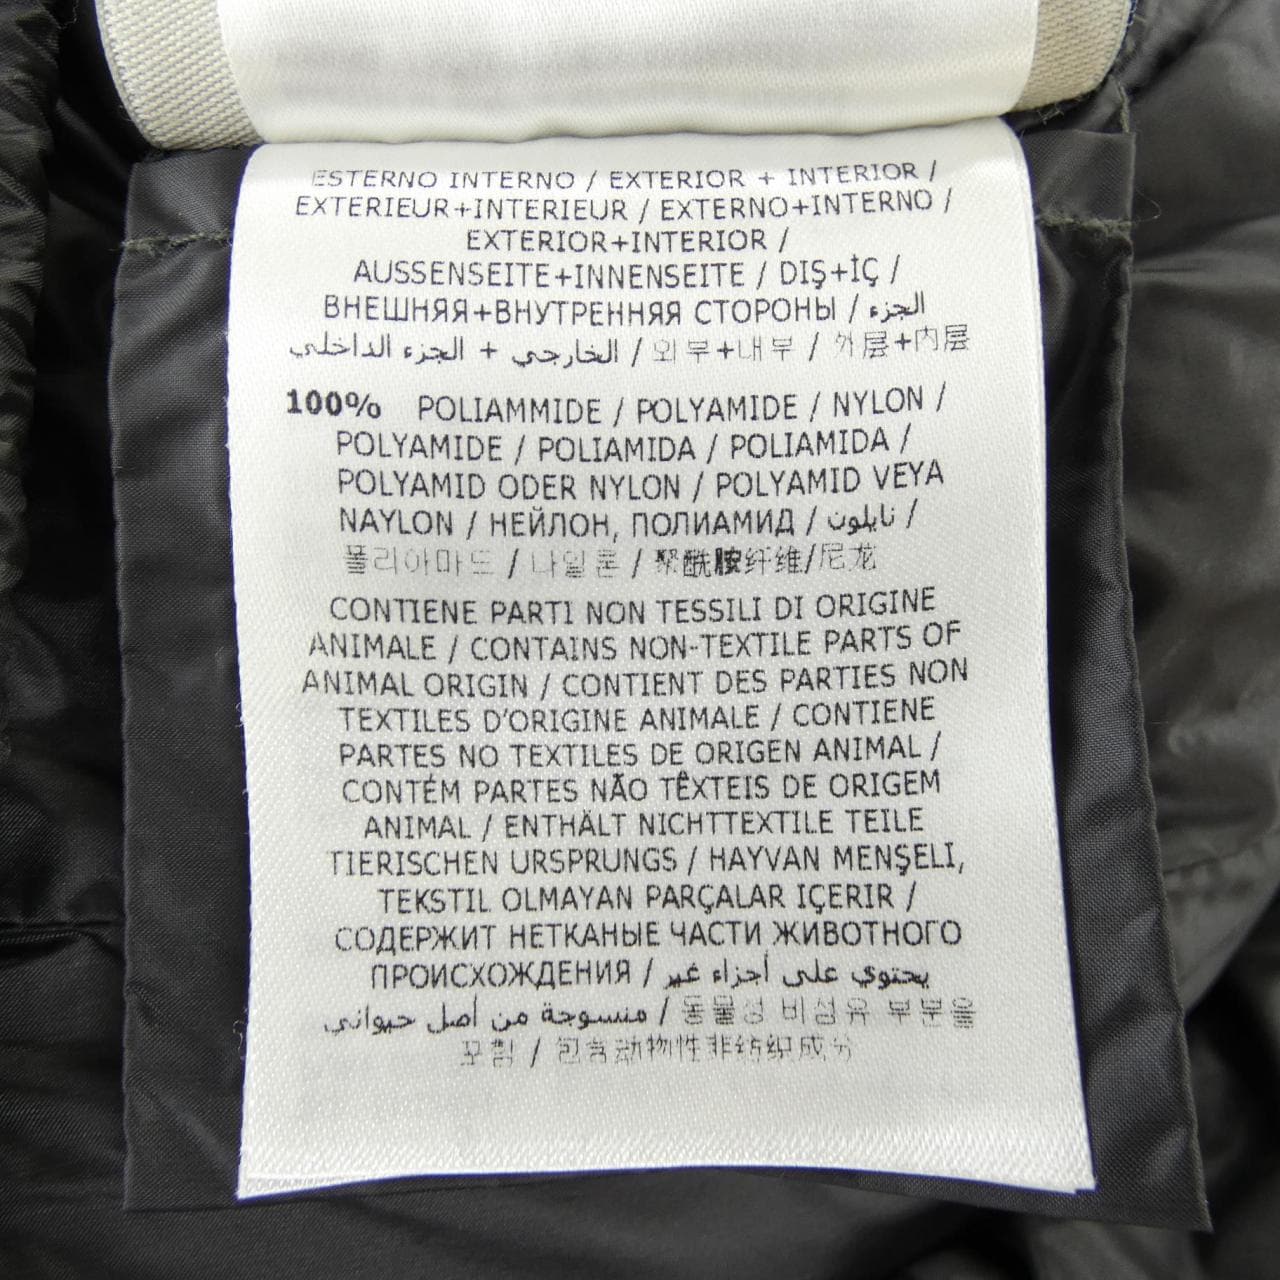 ESTERNO INTERNO / EXTERIOR + INTERIOR /
EXTERIEUR+INTERIEUR / EXTERNO+INTERNO /
EXTERIOR+INTERIOR /
AUSSENSEITE+INNENSEITE / DIŞ+İÇ /
ВНЕШНЯЯ+ВНУТРЕННЯЯ СТОРОНЫ / الجزء
الخارجي + الجزء الداخلي / 외부+내부 / 外层+内层
100% POLIAMMIDE / POLYAMIDE / NYLON /
POLYAMIDE / POLIAMIDA / POLIAMIDA /
POLYAMID ODER NYLON / POLYAMID VEYA
NAYLON / НЕЙЛОН, ПОЛИАМИД / نايلون /
폴리아마드 / 나일론 / 聚酰胺纤维/尼龙
CONTIENE PARTI NON TESSILI DI ORIGINE
ANIMALE / CONTAINS NON-TEXTILE PARTS OF
ANIMAL ORIGIN / CONTIENT DES PARTIES NON
TEXTILES D'ORIGINE ANIMALE / CONTIENE
PARTES NO TEXTILES DE ORIGEN ANIMAL /
CONTÉM PARTES NÃO TÊXTEIS DE ORIGEM
ANIMAL / ENTHÄLT NICHTTEXTILE TEILE
TIERISCHEN URSPRUNGS / HAYVAN MENŞELI,
TEKSTIL OLMAYAN PARÇALAR IÇERIR /
СОДЕРЖИТ НЕТКАНЫЕ ЧАСТИ ЖИВОТНОГО
ПРОИСХОЖДЕНИЯ / يحتوي على أجزاء غير
منسوجة من أصل حيواني / 동물성 비섬유 부분을
포함 / 包含动物性非纺织成分